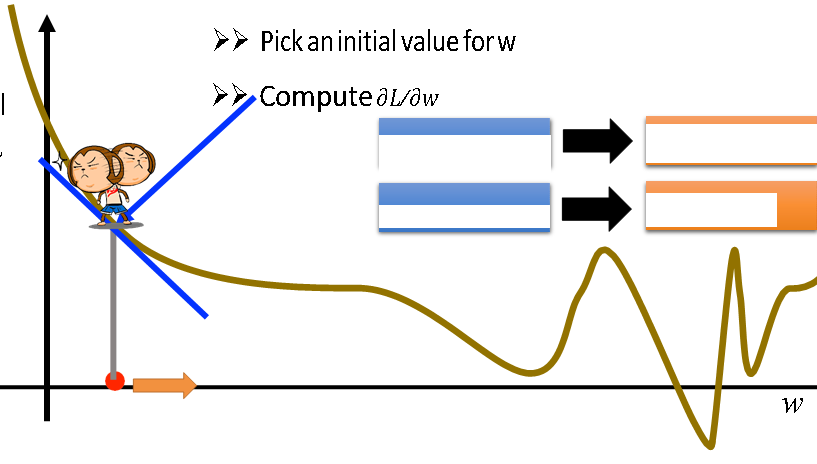 Pick an initial value for w
Compute ∂L/∂w
w